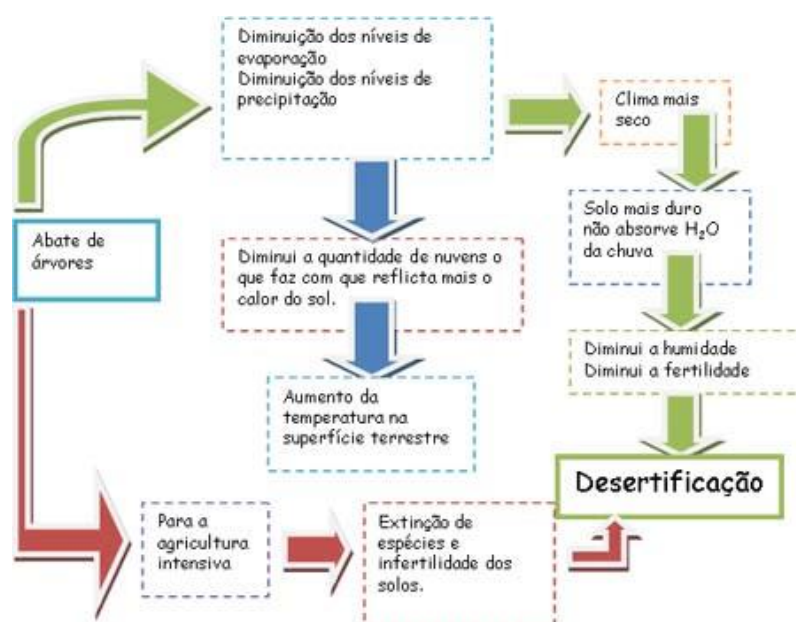 Diminuição dos níveis de
evaporação
Diminuição dos níveis de
precipitação
Clima mais
seco
Abate de
árvores
Solo mais duro
não absorve H₂O
da chuva
Diminui a quantidade de nuvens o
que faz com que reflicta mais o
calor do sol.
Diminui a humidade
Diminui a fertilidade
Aumento da
temperatura na
superfície terrestre
Desertificação
Para a
agricultura
intensiva
Extinção de
espécies e
infertilidade dos
solos.